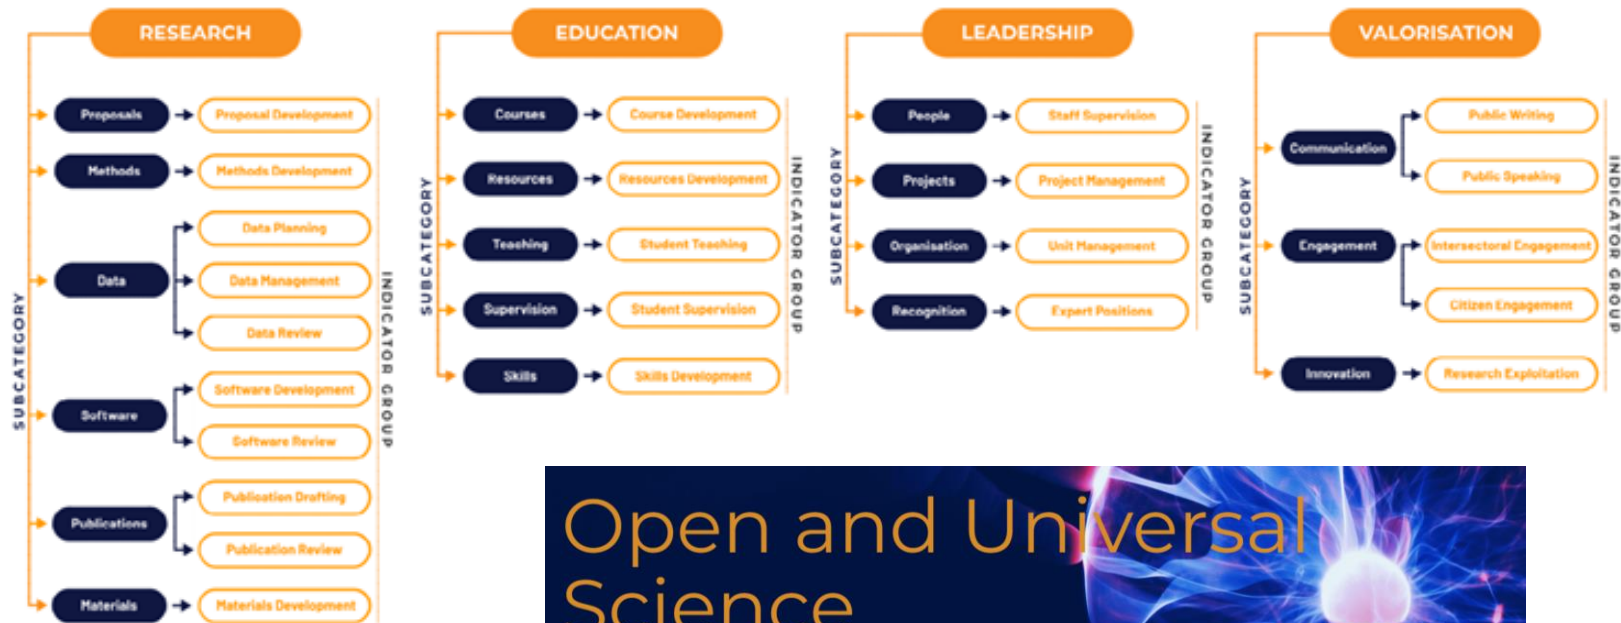 RESEARCH
SUBCATEGORY
Proposals
Proposal Development
Methods
Methods Development
Data
Data Planning
Data Management
Data Review
Software
Software Development
Software Review
Publications
Publication Drafting
Publication Review
Materials
Materials Development
INDICATOR GROUP
EDUCATION
SUBCATEGORY
Courses
Course Development
Resources
Resources Development
Teaching
Student Teaching
Supervision
Student Supervision
Skills
Skills Development
INDICATOR GROUP
LEADERSHIP
SUBCATEGORY
People
Staff Supervision
Projects
Project Management
Organisation
Unit Management
Recognition
Expert Positions
INDICATOR GROUP
VALORISATION
SUBCATEGORY
Communication
Public Writing
Public Speaking
Engagement
Intersectoral Engagement
Citizen Engagement
Innovation
Research Exploitation
INDICATOR GROUP
Open and Universal
Science